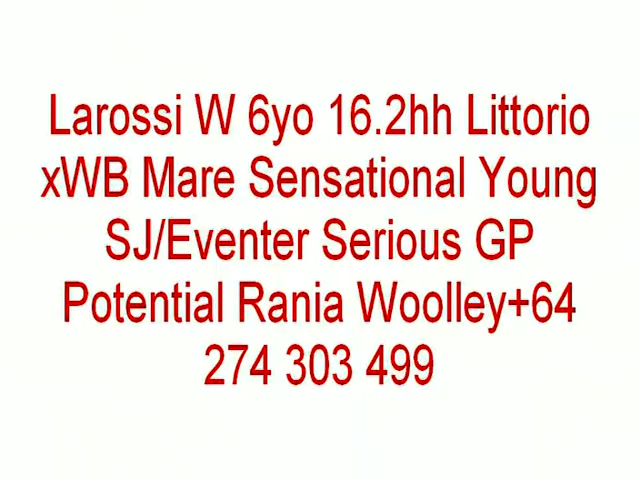 Larossi W 6yo 16.2hh Littorio
xWB Mare Sensational Young
SJ/Eventer Serious GP
Potential Rania Woolley+64
274 303 499